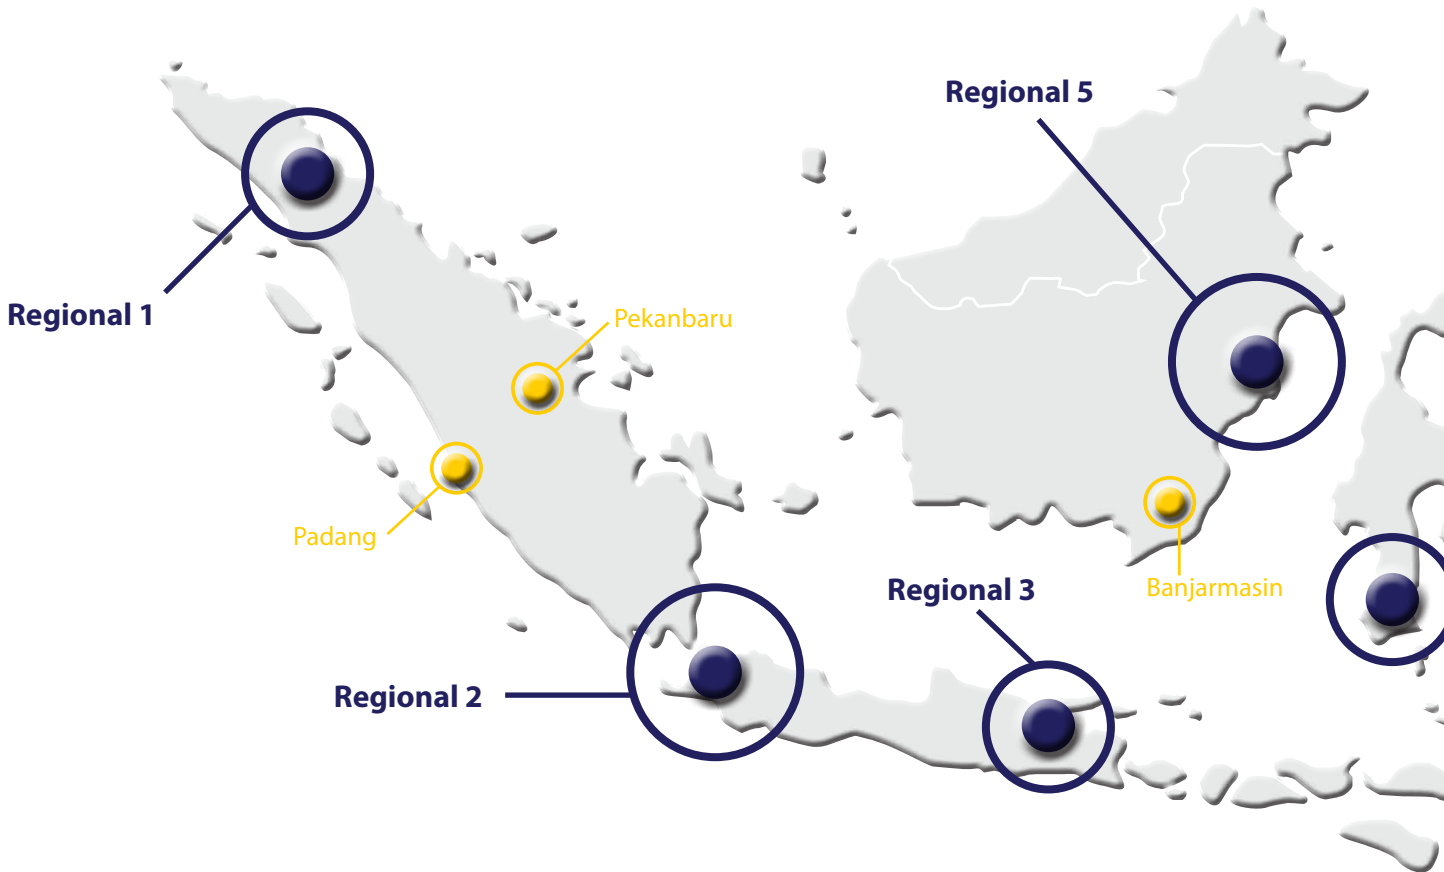 Regional 5
Regional 1
Pekanbaru
Padang
Regional 3
Banjarmasin
Regional 2